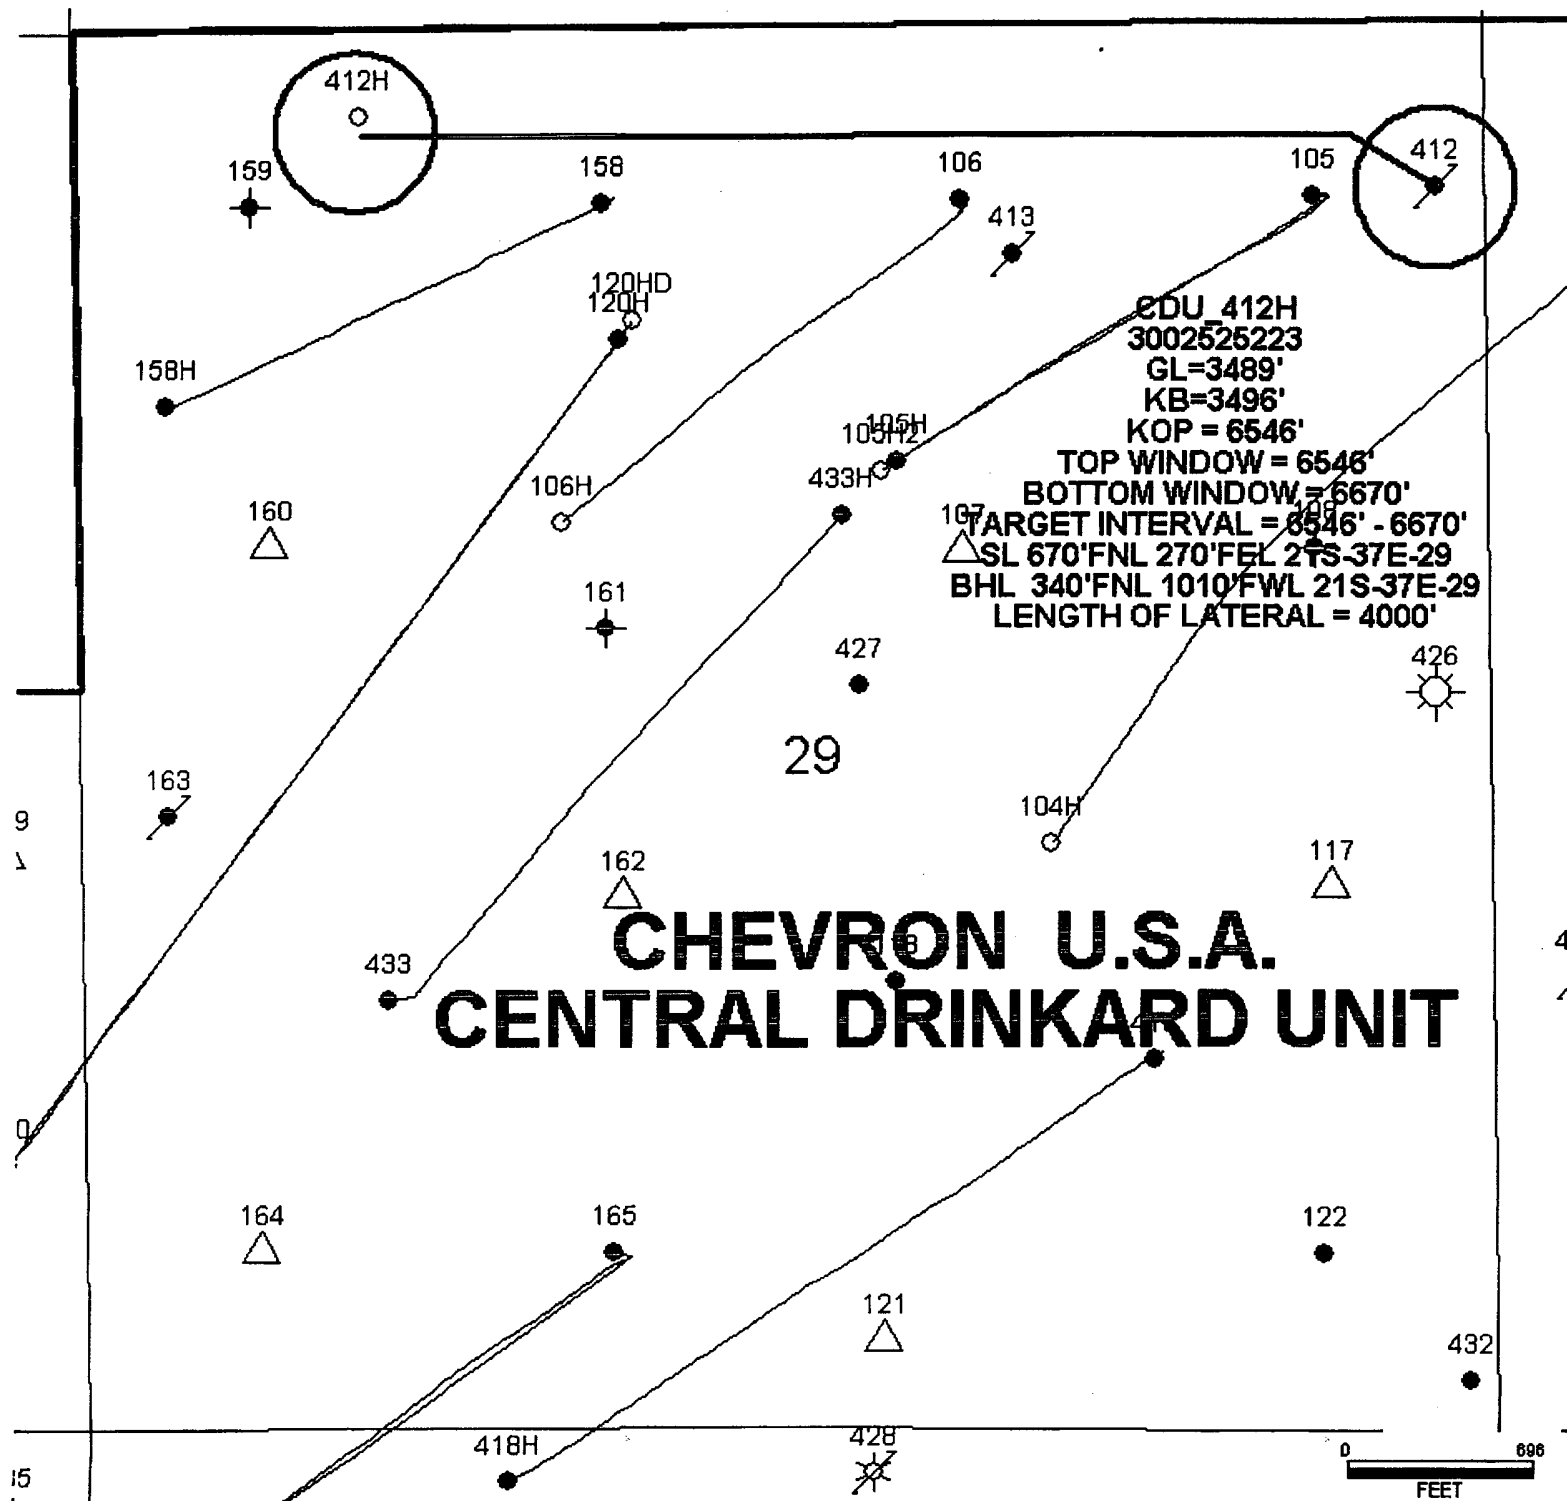 412H
412
159
158
106
105
413
120HD
120H
CDU_412H
3002525223
GL=3489'
KB=3496'
KOP = 6546'
TOP WINDOW = 6546'
BOTTOM WINDOW = 6670'
TARGET INTERVAL = 6546' - 6670'
SL 670'FNL 270'FEL 21S-37E-29
BHL 340'FNL 1010'FWL 21S-37E-29
LENGTH OF LATERAL = 4000'
158H
105H
105H2
433H
106H
160
107
161
427
426
29
163
104H
9
162
117
CHEVRON U.S.A.
433
4
CENTRAL DRINKARD UNIT
0
164
165
122
121
432
418H
428
0 696
FEET